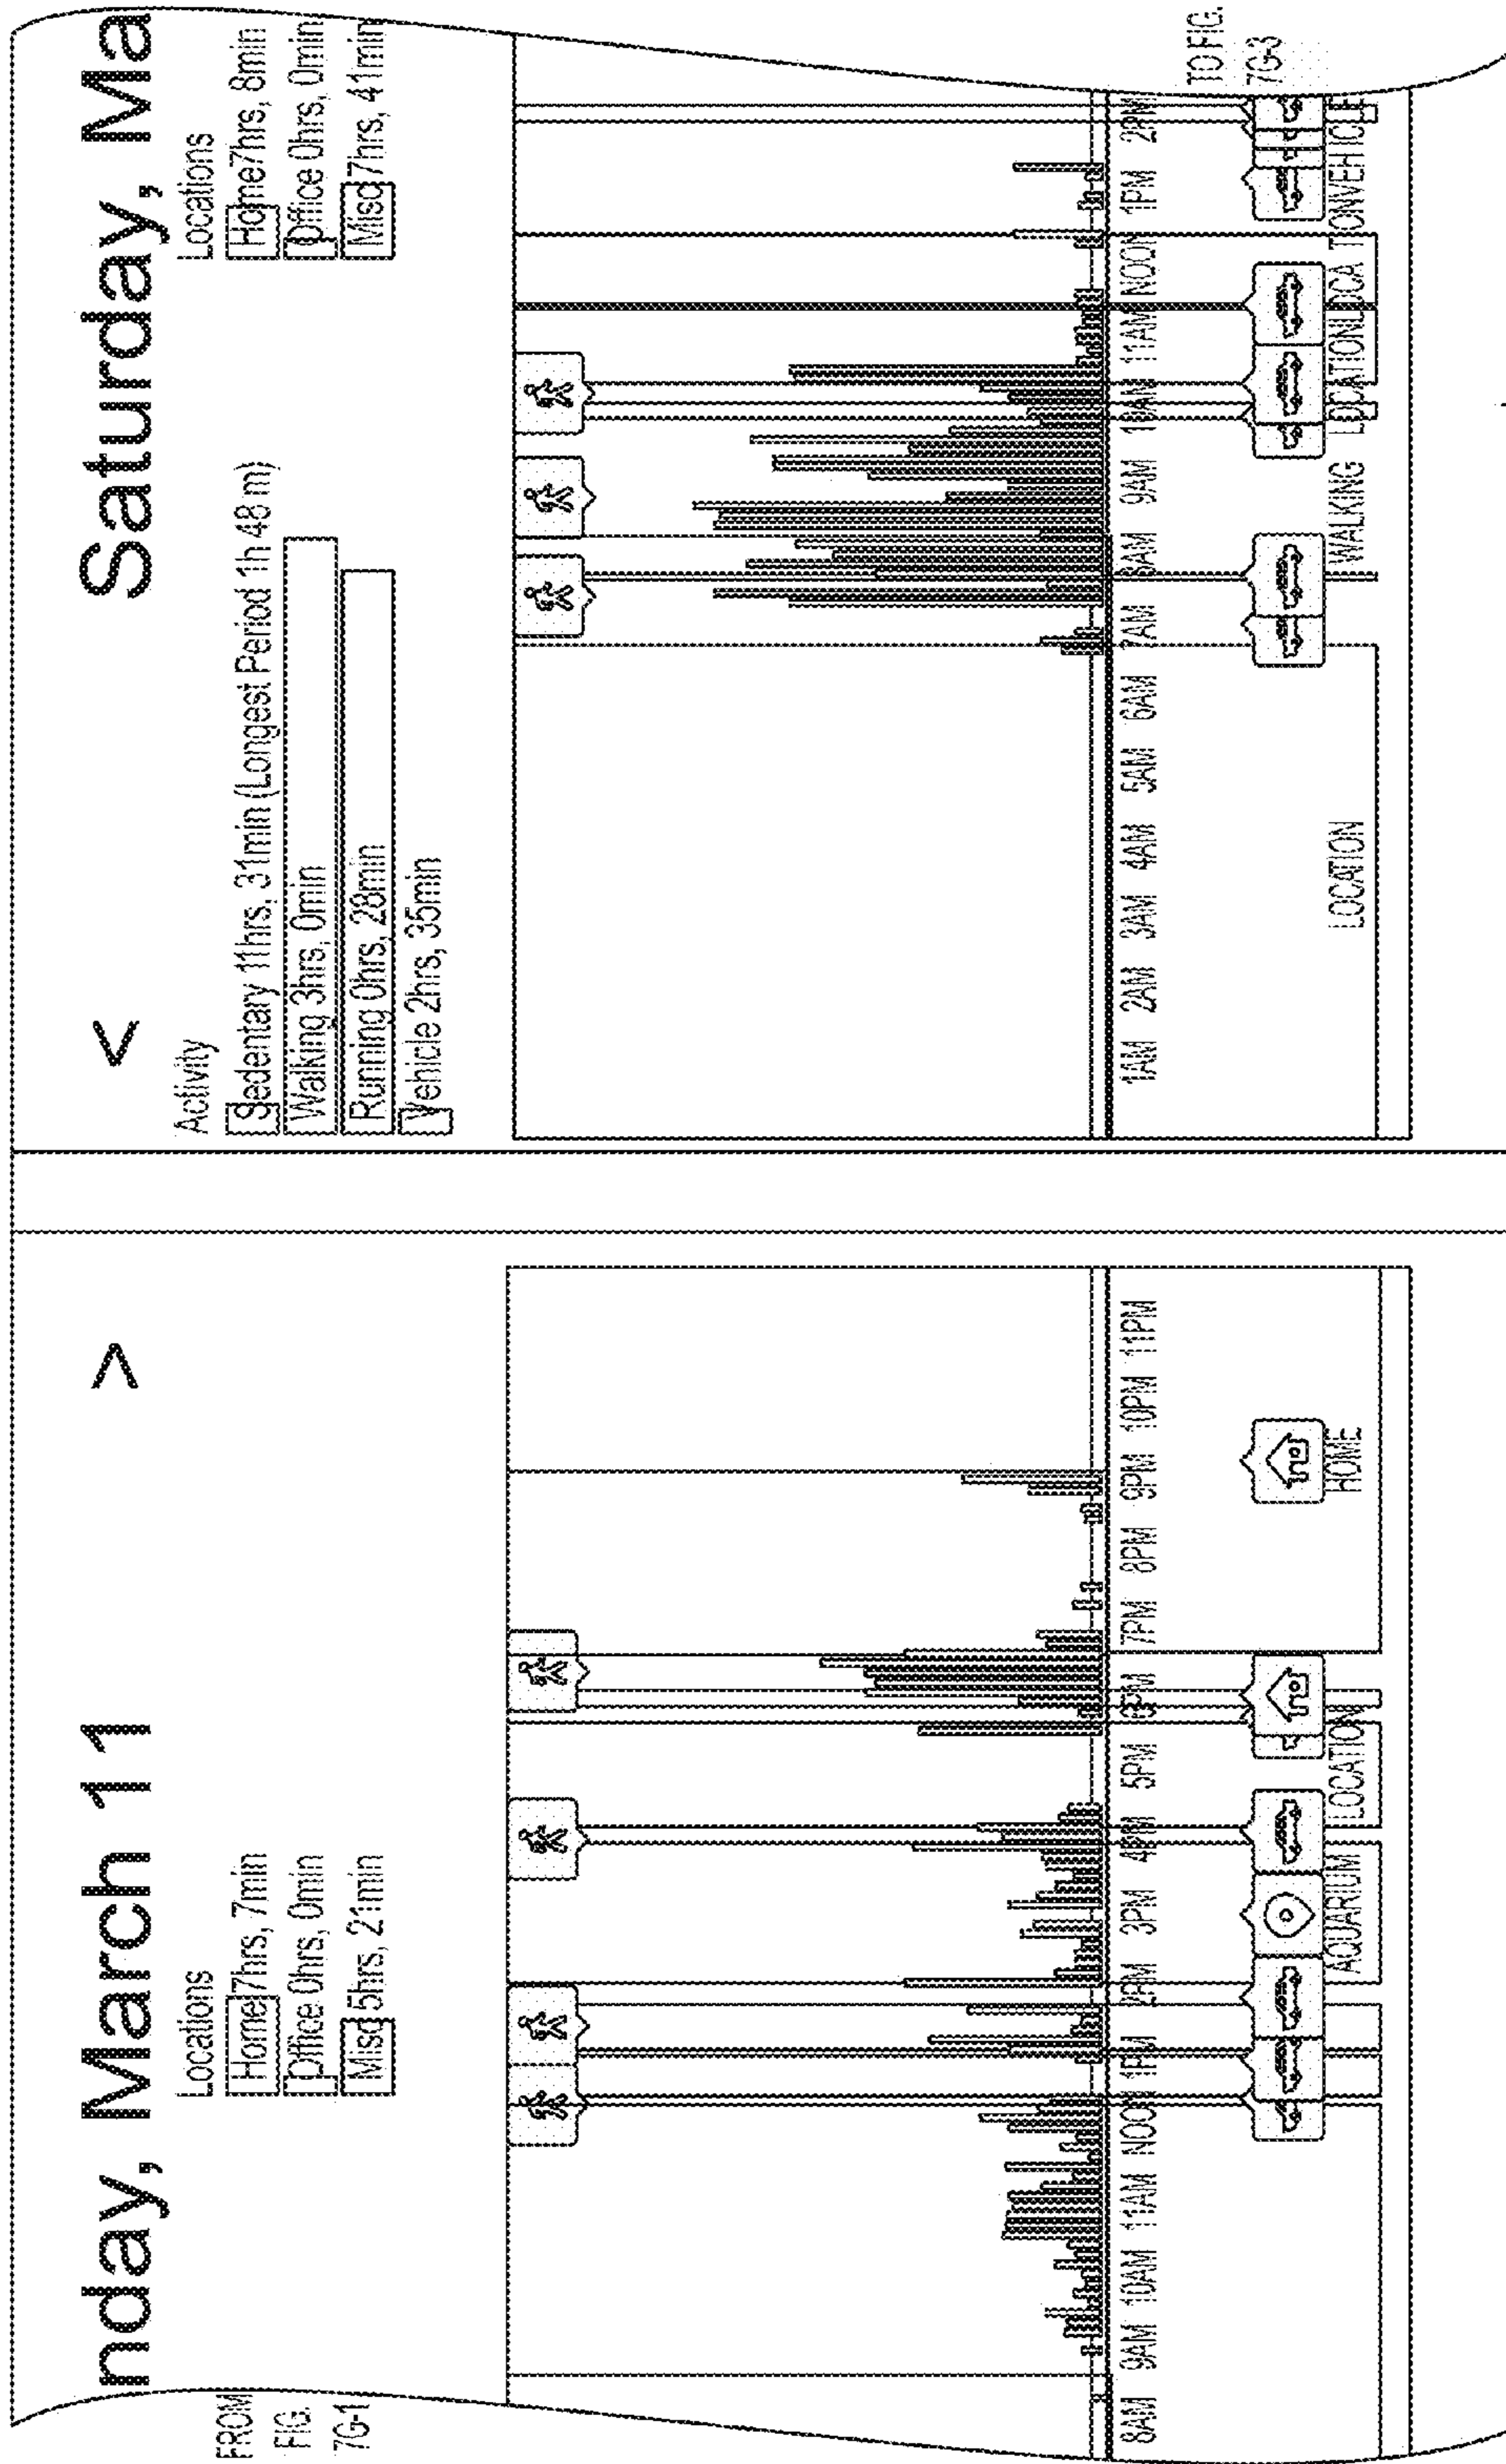 FROM
FIG.
7G-1
nday, March 11 >
Locations
Home 7hrs, 7min
Office 0hrs, 0min
Misc 5hrs, 21min
8AM 9AM 10AM 11AM NOON 1PM 2PM 3PM 4PM 5PM 6PM 7PM 8PM 9PM 10PM 11PM
AQUARIUM LOCATION HOME
< Saturday, Ma
Activity
Sedentary 11hrs, 31min (Longest Period 1h 48 m)
Walking 3hrs, 0min
Running 0hrs, 28min
Vehicle 2hrs, 35min
Locations
Home 7hrs, 8min
Office 0hrs, 0min
Misc 7hrs, 41min
1AM 2AM 3AM 4AM 5AM 6AM 7AM 8AM 9AM 10AM 11AM NOON 1PM 2PM
LOCATION WALKING LOCATION LOCATION VEHICLE
TO FIG.
7G-3